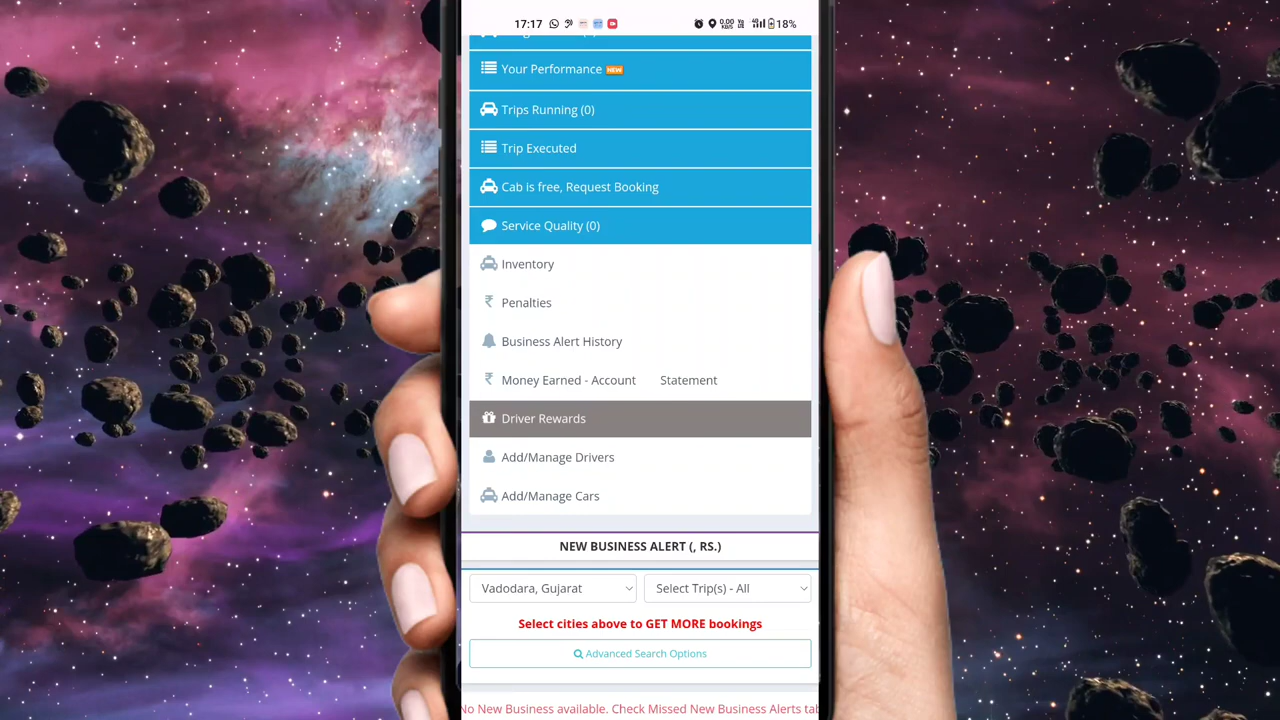 17:17 18%
Your Performance NEW
Trips Running (0)
Trip Executed
Cab is free, Request Booking
Service Quality (0)
Inventory
Penalties
Business Alert History
₹ Money Earned - Account Statement
Driver Rewards
Add/Manage Drivers
Add/Manage Cars
NEW BUSINESS ALERT (, RS.)
Vadodara, Gujarat Select Trip(s) - All
Select cities above to GET MORE bookings
Advanced Search Options
No New Business available. Check Missed New Business Alerts tab